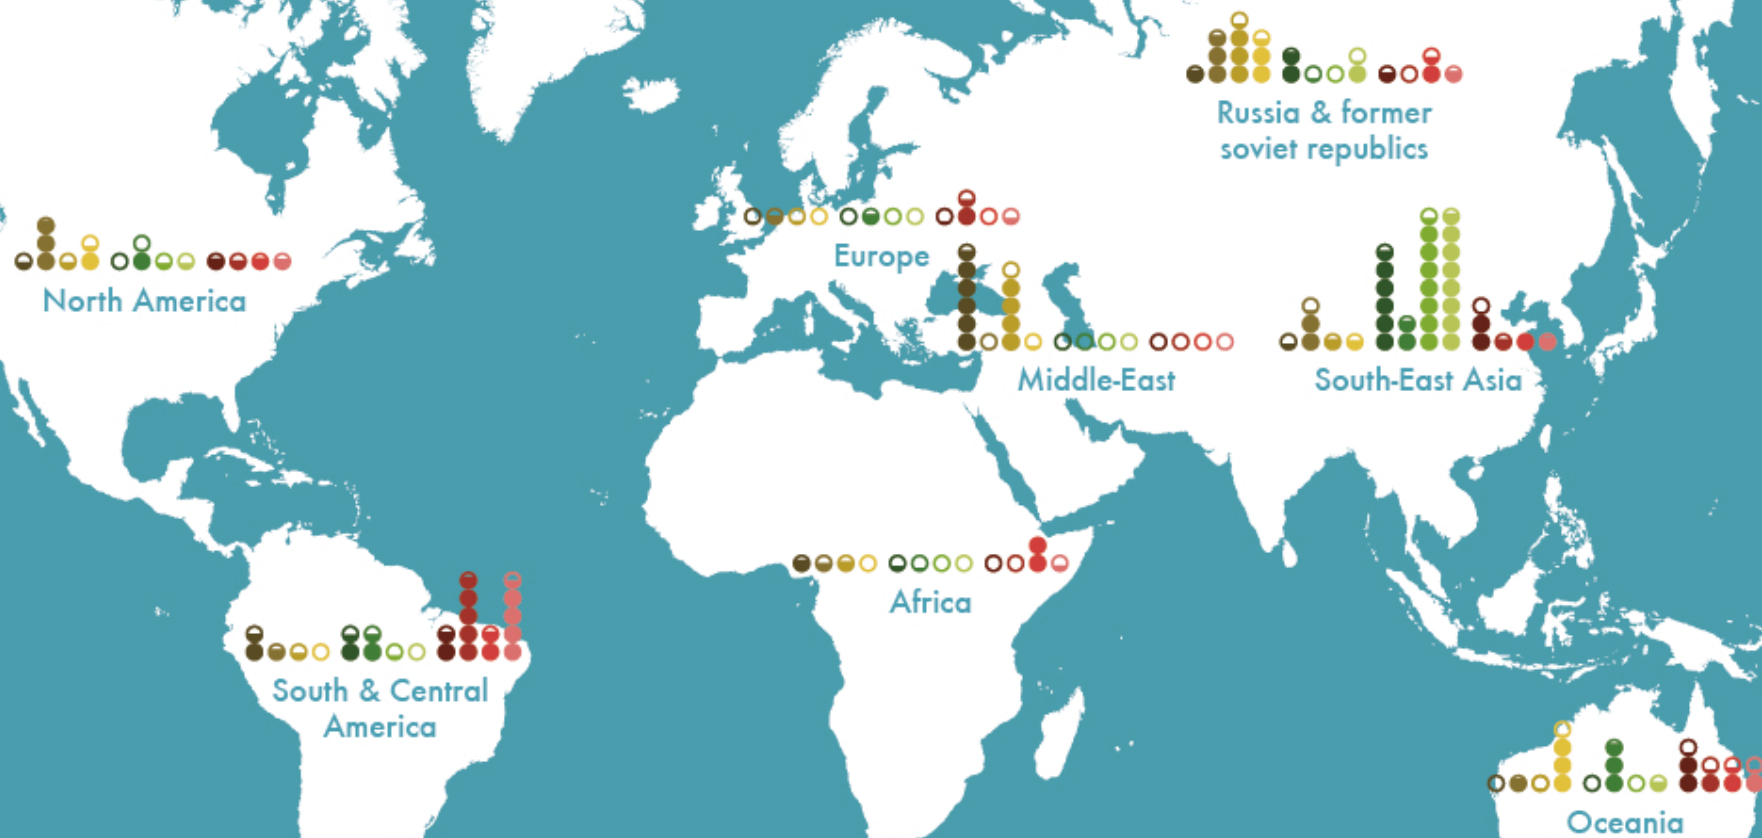 Russia & former
soviet republics
Europe
North America
Middle-East
South-East Asia
Africa
South & Central
America
Oceania